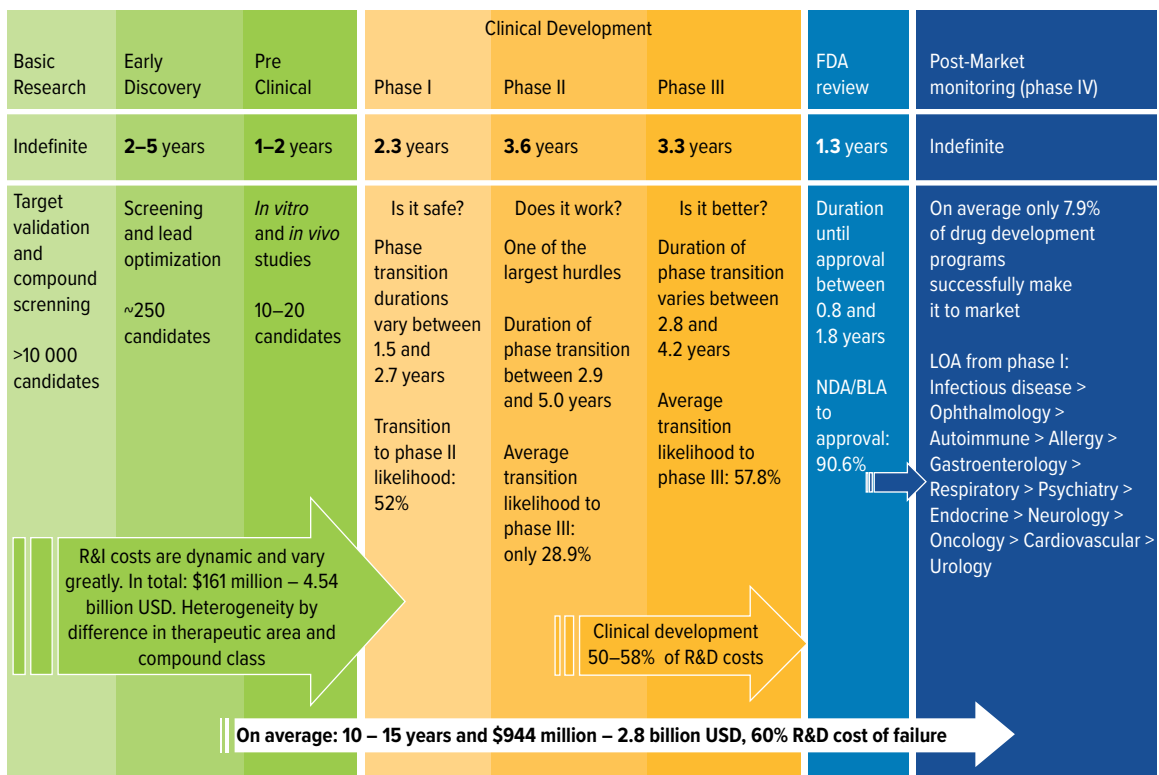 Clinical Development
Basic
Research
Early
Discovery
Pre
Clinical
Phase I
Phase II
Phase III
FDA
review
Post-Market
monitoring (phase IV)
Indefinite
2–5 years
1–2 years
2.3 years
3.6 years
3.3 years
1.3 years
Indefinite
Target
validation
and
compound
screnning
>10 000
candidates
Screening
and lead
optimization
~250
candidates
In vitro
and in vivo
studies
10–20
candidates
Is it safe?
Phase
transition
durations
vary between
1.5 and
2.7 years
Transition
to phase II
likelihood:
52%
Does it work?
One of the
largest hurdles
Duration of
phase transition
between 2.9
and 5.0 years
Average
transition
likelihood to
phase III:
only 28.9%
Is it better?
Duration of
phase transition
varies between
2.8 and
4.2 years
Average
transition
likelihood to
phase III: 57.8%
Duration
until
approval
between
0.8 and
1.8 years
NDA/BLA
to
approval:
90.6%
On average only 7.9%
of drug development
programs
successfully make
it to market
LOA from phase I:
Infectious disease >
Ophthalmology >
Autoimmune > Allergy >
Gastroenterology >
Respiratory > Psychiatry >
Endocrine > Neurology >
Oncology > Cardiovascular >
Urology
R&I costs are dynamic and vary
greatly. In total: $161 million – 4.54
billion USD. Heterogeneity by
difference in therapeutic area and
compound class
Clinical development
50–58% of R&D costs
On average: 10 – 15 years and $944 million – 2.8 billion USD, 60% R&D cost of failure